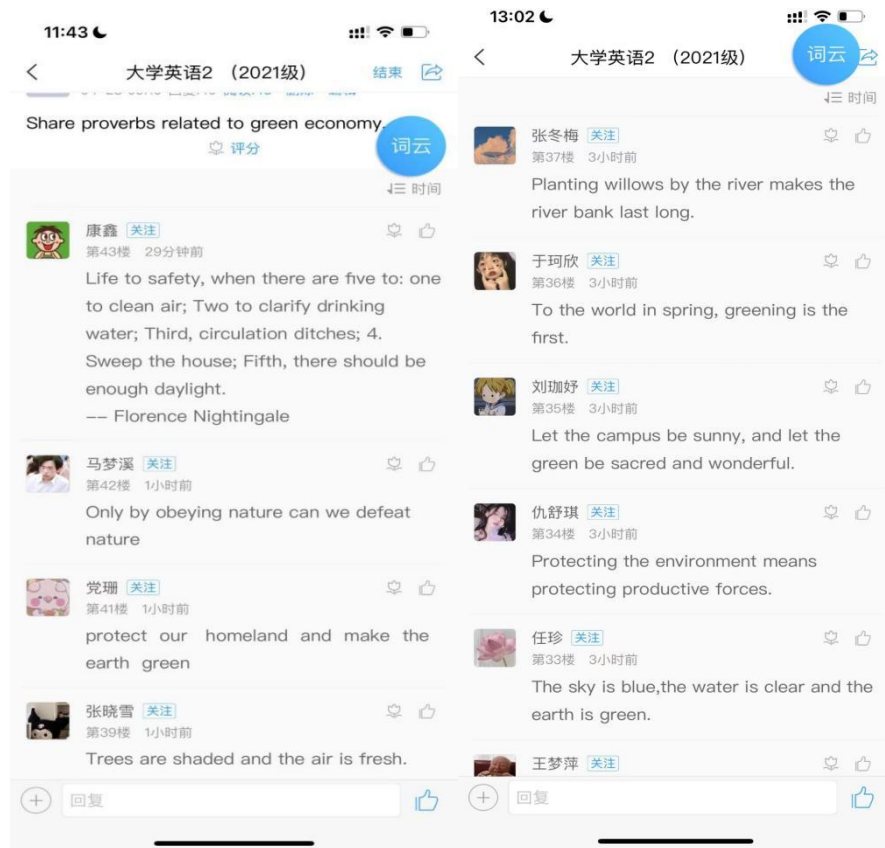 11:43
大学英语2 （2021级）
结束
Share proverbs related to green economy.
评分
词云
时间
康鑫 关注
第43楼 29分钟前
Life to safety, when there are five to: one
to clean air; Two to clarify drinking
water; Third, circulation ditches; 4.
Sweep the house; Fifth, there should be
enough daylight.
—— Florence Nightingale
马梦溪 关注
第42楼 1小时前
Only by obeying nature can we defeat
nature
党珊 关注
第41楼 1小时前
protect our homeland and make the
earth green
张晓雪 关注
第39楼 1小时前
Trees are shaded and the air is fresh.
回复
13:02
大学英语2 （2021级）
词云
时间
张冬梅 关注
第37楼 3小时前
Planting willows by the river makes the
river bank last long.
于珂欣 关注
第36楼 3小时前
To the world in spring, greening is the
first.
刘珈妤 关注
第35楼 3小时前
Let the campus be sunny, and let the
green be sacred and wonderful.
仇舒琪 关注
第34楼 3小时前
Protecting the environment means
protecting productive forces.
任珍 关注
第33楼 3小时前
The sky is blue,the water is clear and the
earth is green.
王梦萍 关注
回复